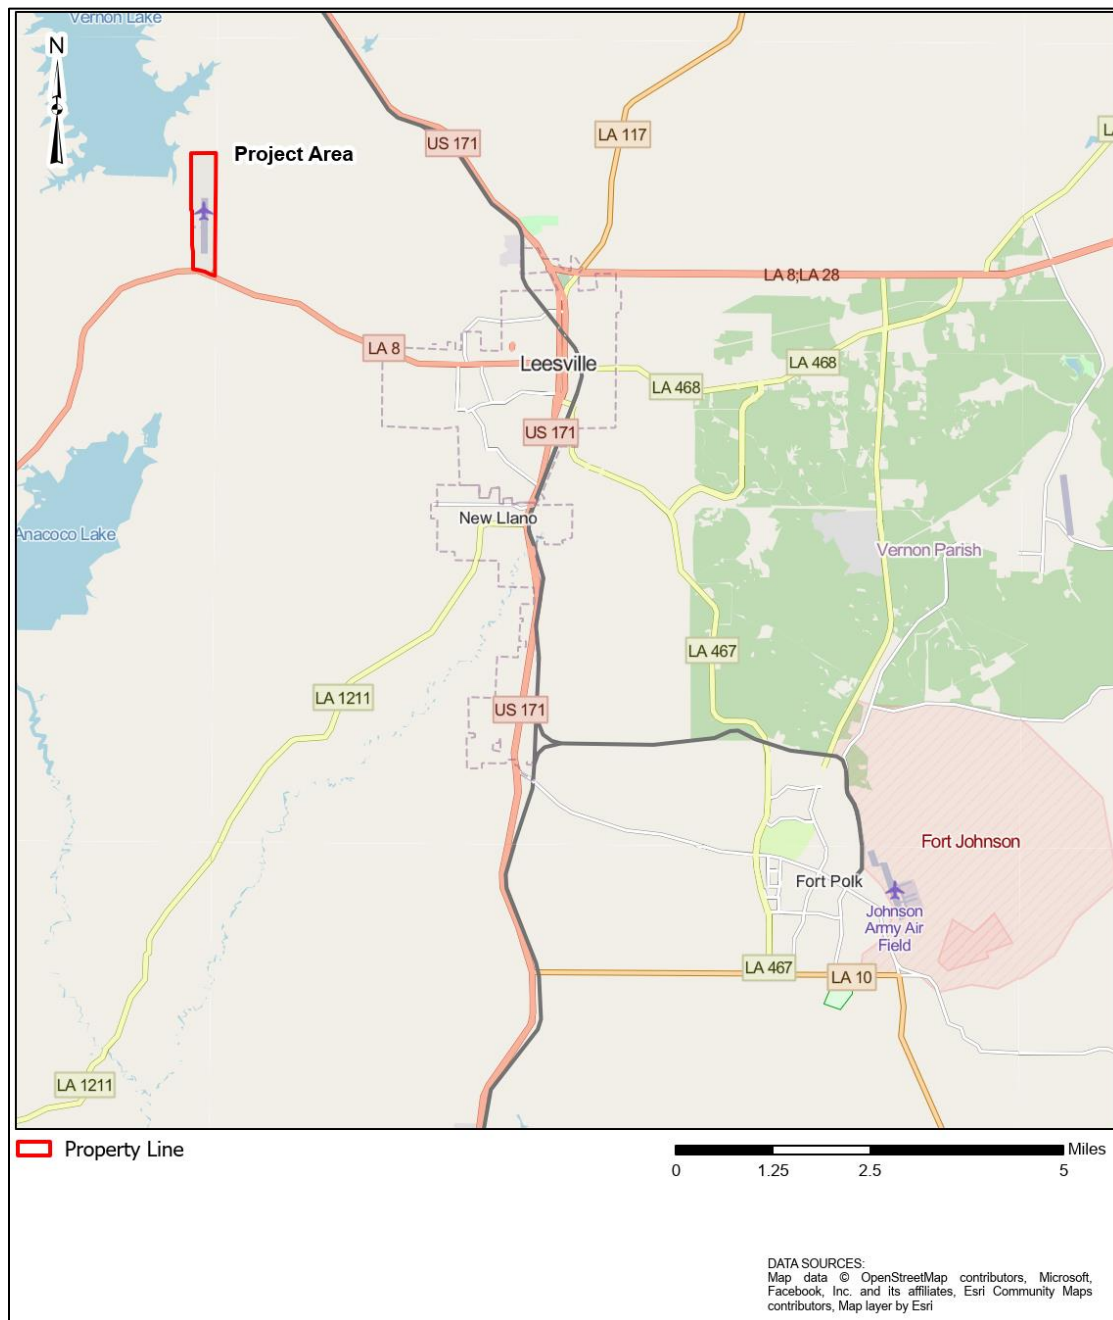 Vernon Lake
N
US 171
LA 117
Project Area
LA 8;LA 28
LA 8
Leesville
LA 468
LA 468
US 171
New Llano
Anacoco Lake
Vernon Parish
LA 467
LA 1211
US 171
Fort Johnson
Fort Polk
Johnson
Army Air
Field
LA 467
LA 10
LA 1211
Property Line
Miles
0 1.25 2.5 5
DATA SOURCES:
Map data © OpenStreetMap contributors, Microsoft,
Facebook, Inc. and its affiliates, Esri Community Maps
contributors, Map layer by Esri